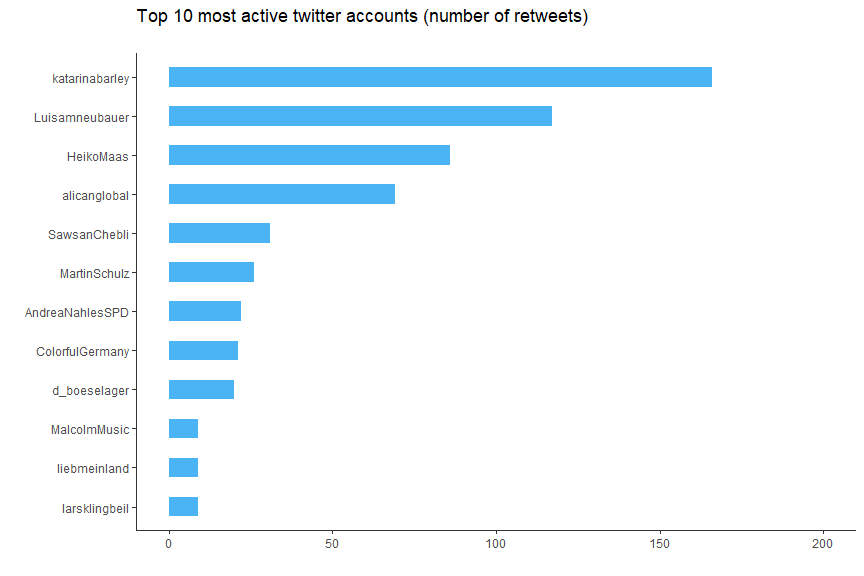 Top 10 most active twitter accounts (number of retweets)
katarinabarley
Luisamneubauer
HeikoMaas
alicanglobal
SawsanChebli
MartinSchulz
AndreaNahlesSPD
ColorfulGermany
d_boeselager
MalcolmMusic
liebmeinland
larsklingbeil
0 50 100 150 200